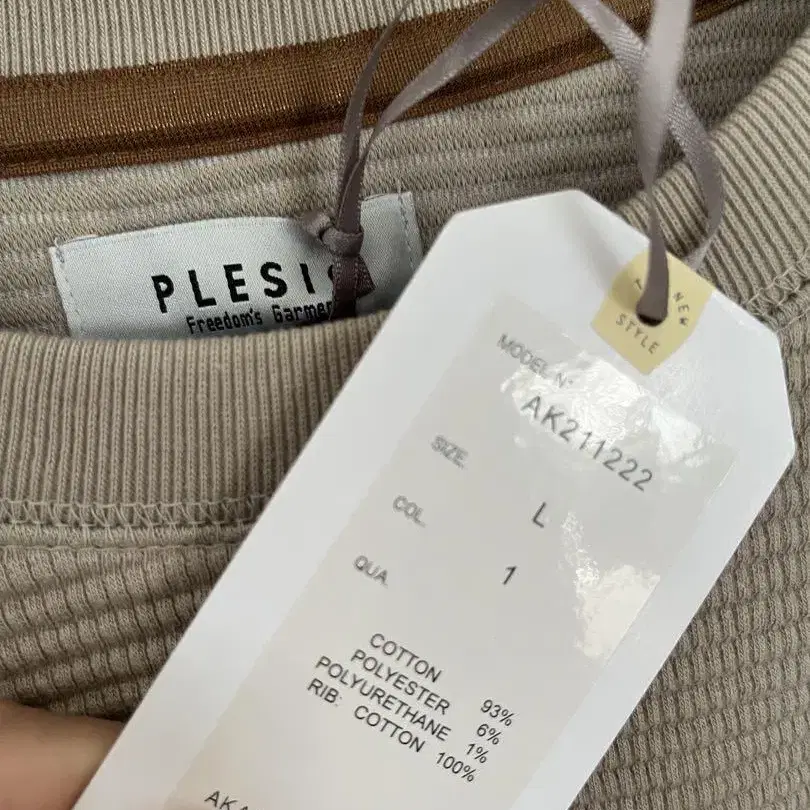 PLESI
Freedom's Garmen
NEW
STYLE
MODEL N°
AK211222
SIZE. L
COL. 1
QUA.
COTTON 93%
POLYESTER 6%
POLYURETHANE 1%
RIB: COTTON 100%